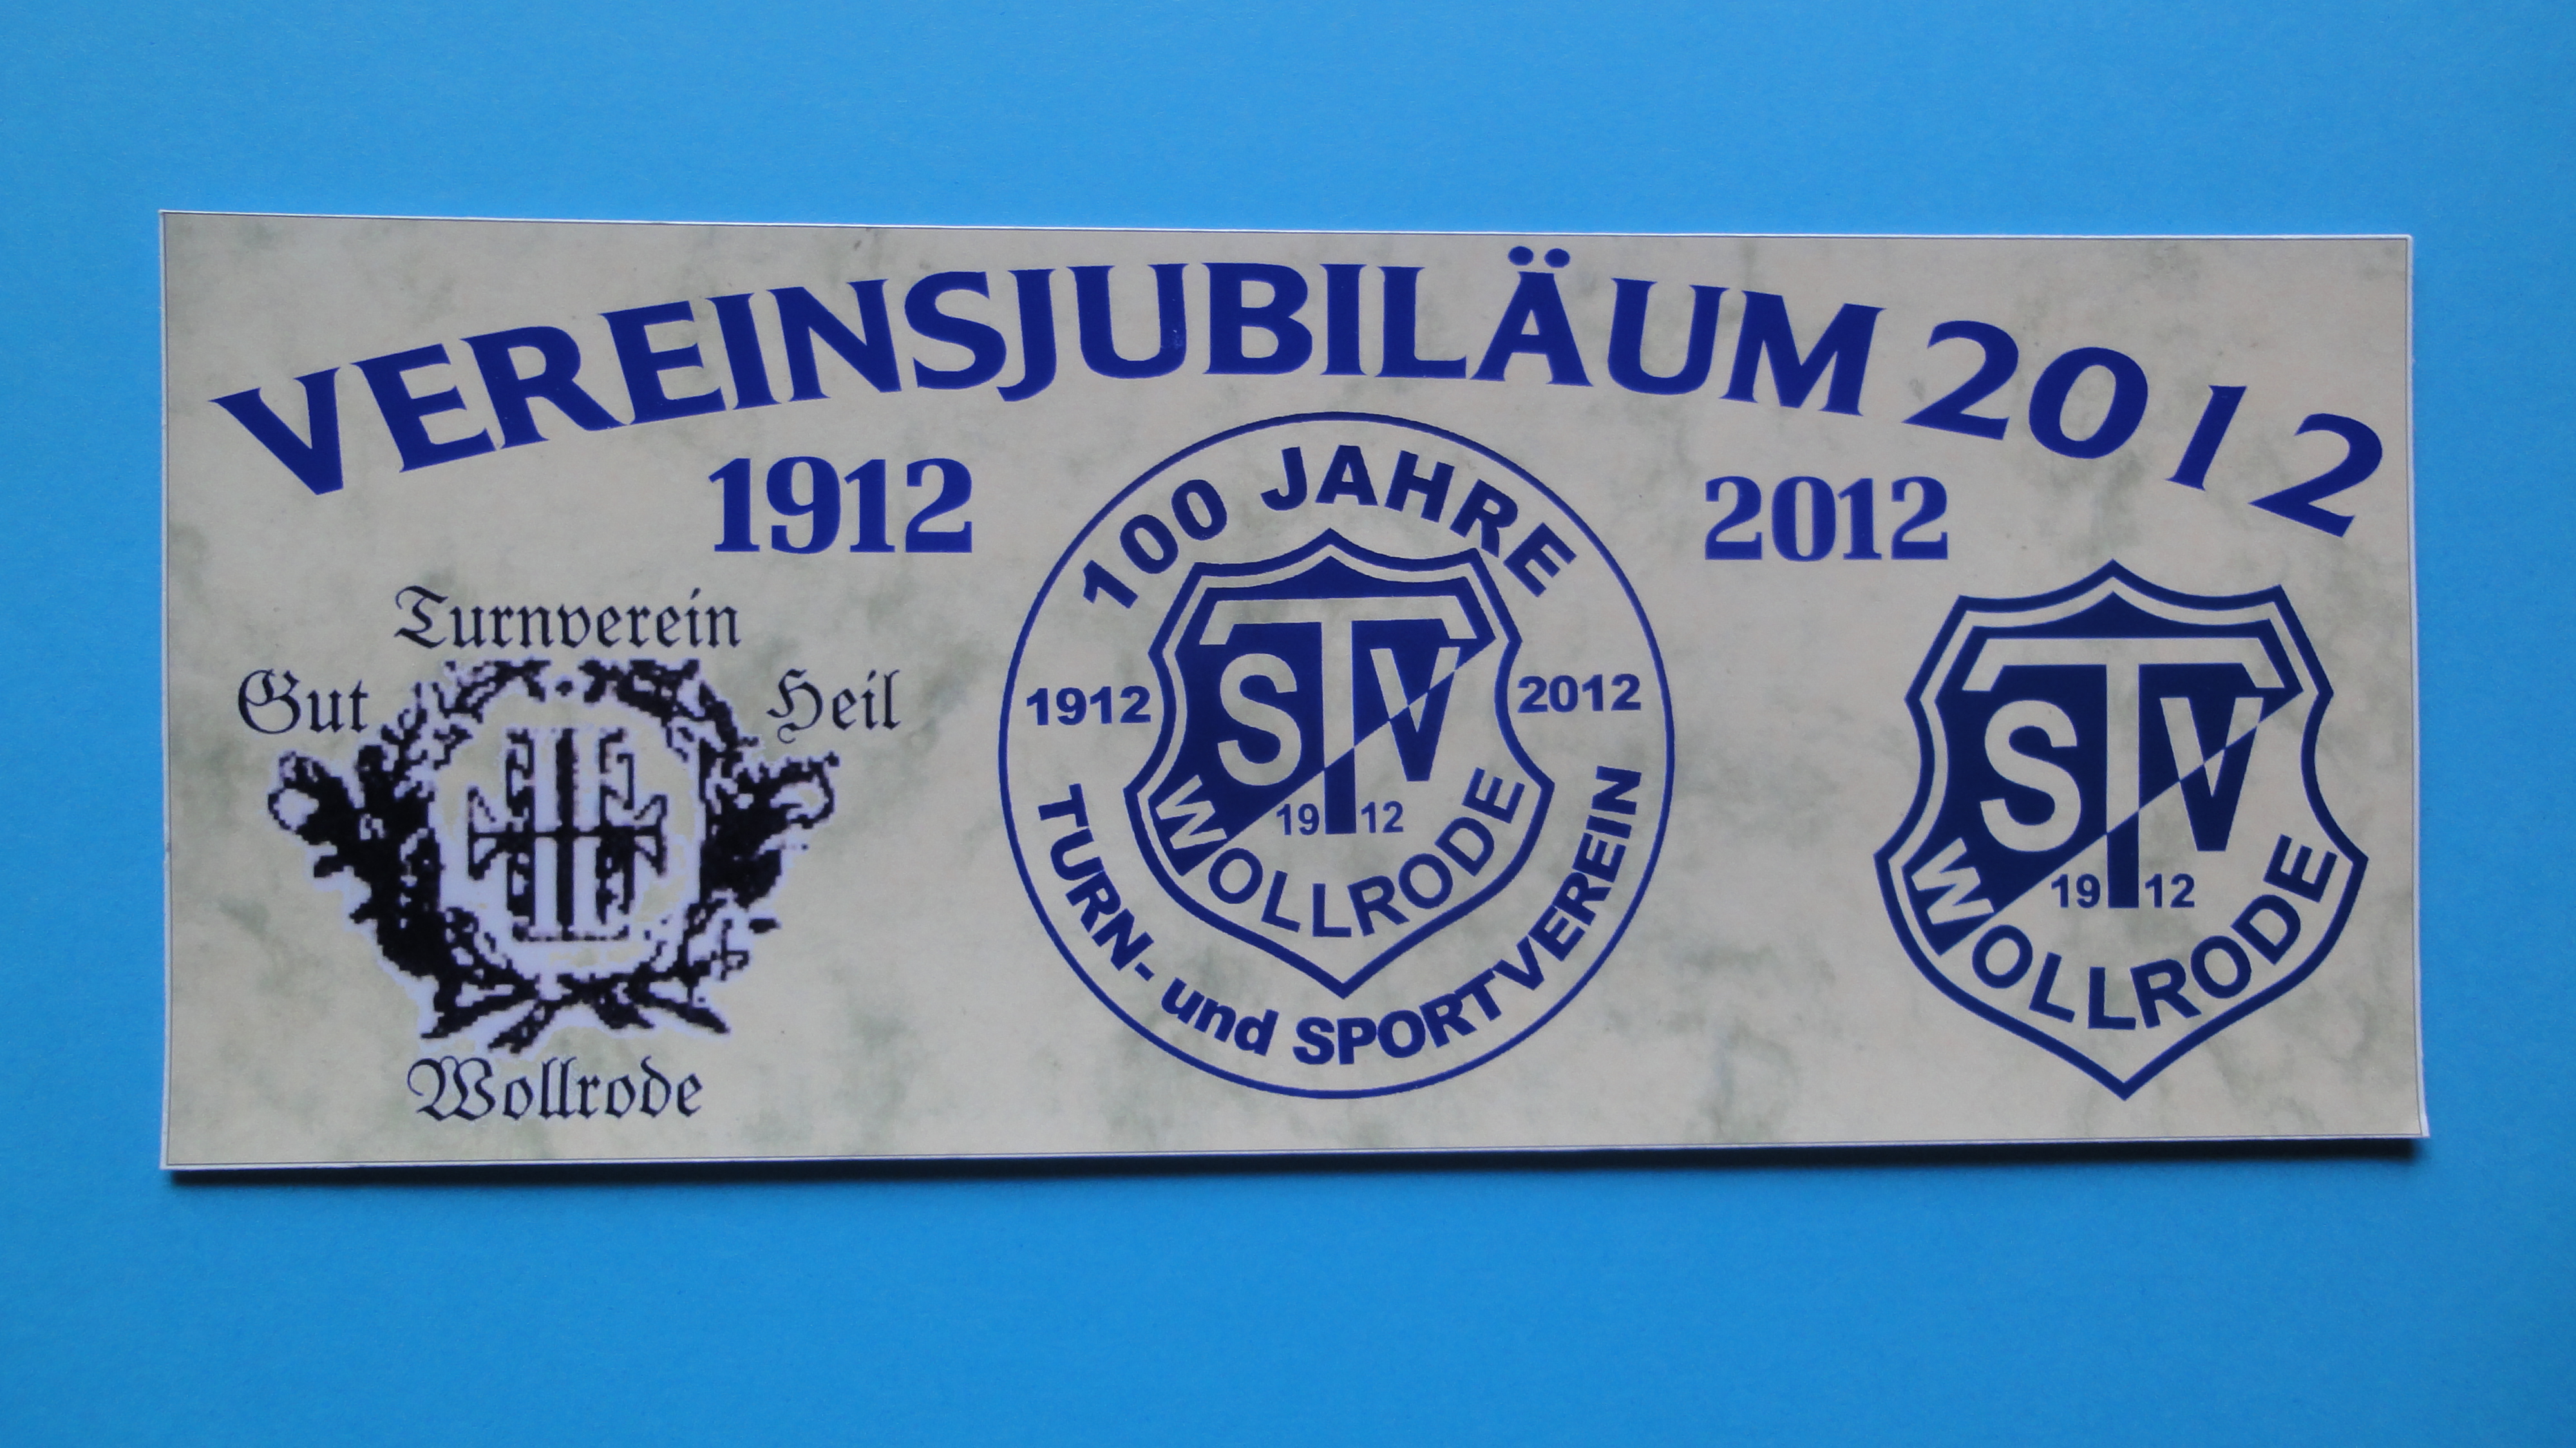 VEREINSJUBILÄUM 2012
1912
2012
Turnverein
Gut Heil
Wollrode
100 JAHRE
1912
2012
STV
19 12
WOLLRODE
TURN- und SPORTVEREIN
STV
19 12
WOLLRODE